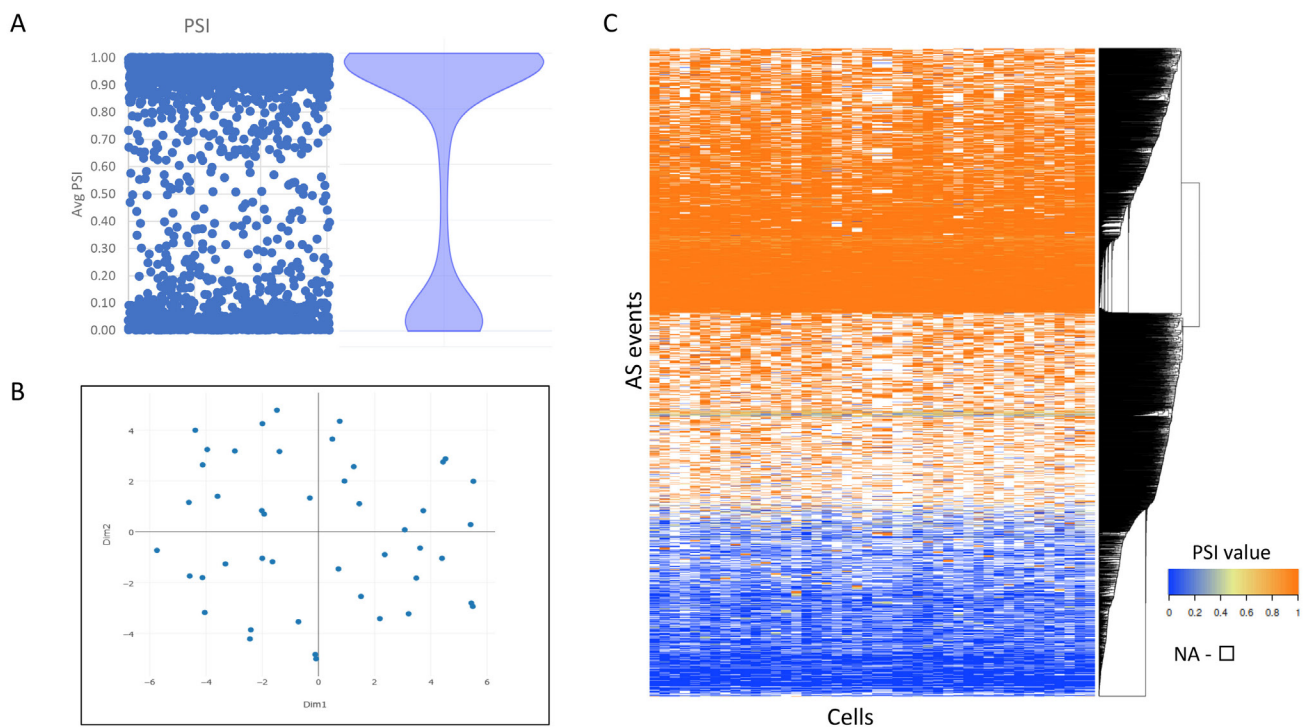 A
PSI
Avg PSI
1.00
0.90
0.80
0.70
0.60
0.50
0.40
0.30
0.20
0.10
0.00
B
Dim2
4
2
0
−2
−4
−6
−4
−2
0
2
4
6
Dim1
C
AS events
Cells
PSI value
0 0.2 0.4 0.6 0.8 1
NA -